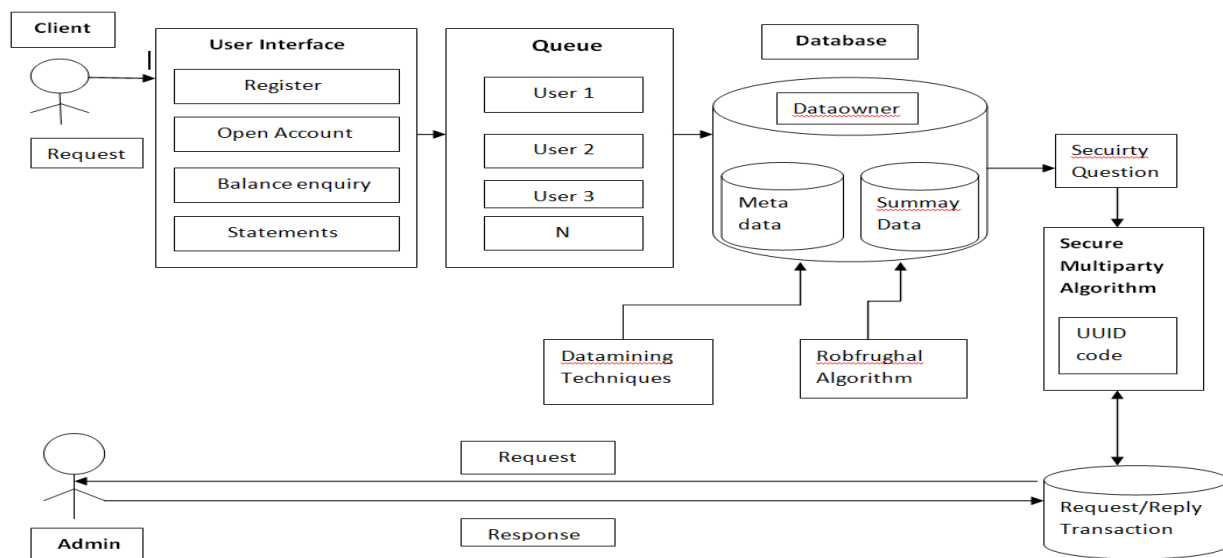 Client
User Interface
Register
Open Account
Balance enquiry
Statements
Request
Queue
User 1
User 2
User 3
N
Database
Dataowner
Meta
data
Summay
Data
Secuirty
Question
Secure
Multiparty
Algorithm
UUID
code
Datamining
Techniques
Robfrughal
Algorithm
Request
Response
Admin
Request/Reply
Transaction